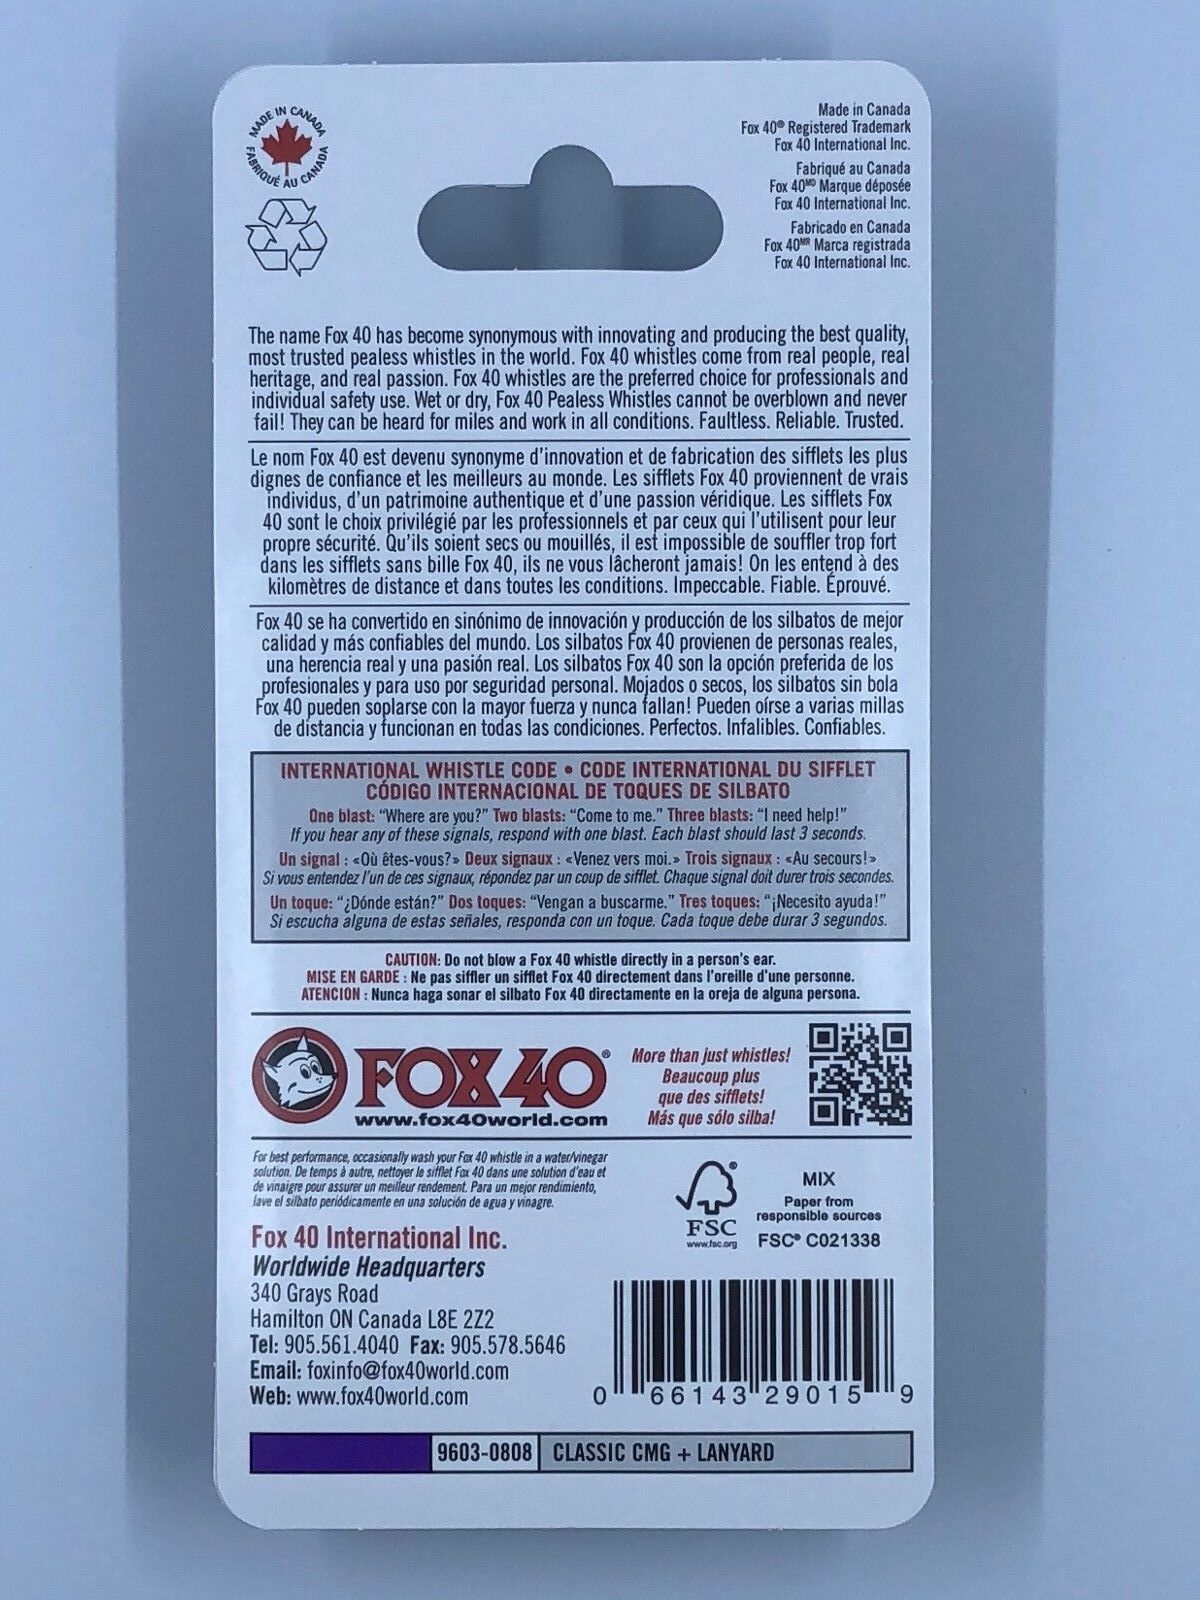 MADE IN CANADA
FABRIQUÉ AU CANADA
Made in Canada
Fox 40® Registered Trademark
Fox 40 International Inc.
Fabriqué au Canada
Fox 40ᴹᴰ Marque déposée
Fox 40 International Inc.
Fabricado en Canada
Fox 40ᴹᴿ Marca registrada
Fox 40 International Inc.
The name Fox 40 has become synonymous with innovating and producing the best quality,
most trusted pealess whistles in the world. Fox 40 whistles come from real people, real
heritage, and real passion. Fox 40 whistles are the preferred choice for professionals and
individual safety use. Wet or dry, Fox 40 Pealess Whistles cannot be overblown and never
fail! They can be heard for miles and work in all conditions. Faultless. Reliable. Trusted.
Le nom Fox 40 est devenu synonyme d'innovation et de fabrication des sifflets les plus
dignes de confiance et les meilleurs au monde. Les sifflets Fox 40 proviennent de vrais
individus, d'un patrimoine authentique et d'une passion véridique. Les sifflets Fox
40 sont le choix privilégié par les professionnels et par ceux qui l'utilisent pour leur
propre sécurité. Qu'ils soient secs ou mouillés, il est impossible de souffler trop fort
dans les sifflets sans bille Fox 40, ils ne vous lâcheront jamais! On les entend à des
kilomètres de distance et dans toutes les conditions. Impeccable. Fiable. Éprouvé.
Fox 40 se ha convertido en sinónimo de innovación y producción de los silbatos de mejor
calidad y más confiables del mundo. Los silbatos Fox 40 provienen de personas reales,
una herencia real y una pasión real. Los silbatos Fox 40 son la opción preferida de los
profesionales y para uso por seguridad personal. Mojados o secos, los silbatos sin bola
Fox 40 pueden soplarse con la mayor fuerza y nunca fallan! Pueden oírse a varias millas
de distancia y funcionan en todas las condiciones. Perfectos. Infalibles. Confiables.
INTERNATIONAL WHISTLE CODE • CODE INTERNATIONAL DU SIFFLET
CÓDIGO INTERNACIONAL DE TOQUES DE SILBATO
One blast: "Where are you?" Two blasts: "Come to me." Three blasts: "I need help!"
If you hear any of these signals, respond with one blast. Each blast should last 3 seconds.
Un signal : «Où êtes-vous?» Deux signaux : «Venez vers moi.» Trois signaux : «Au secours!»
Si vous entendez l'un de ces signaux, répondez par un coup de sifflet. Chaque signal doit durer trois secondes.
Un toque: "¿Dónde están?" Dos toques: "Vengan a buscarme." Tres toques: "¡Necesito ayuda!"
Si escucha alguna de estas señales, responda con un toque. Cada toque debe durar 3 segundos.
CAUTION: Do not blow a Fox 40 whistle directly in a person's ear.
MISE EN GARDE : Ne pas siffler un sifflet Fox 40 directement dans l'oreille d'une personne.
ATENCION : Nunca haga sonar el silbato Fox 40 directamente en la oreja de alguna persona.
FOX 40®
www.fox40world.com
More than just whistles!
Beaucoup plus
que des sifflets!
Más que sólo silba!
For best performance, occasionally wash your Fox 40 whistle in a water/vinegar
solution. De temps à autre, nettoyer le sifflet Fox 40 dans une solution d'eau et
de vinaigre pour assurer un meilleur rendement. Para un mejor rendimiento,
lave el silbato periódicamente en una solución de agua y vinagre.
FSC
www.fsc.org
MIX
Paper from
responsible sources
FSC® C021338
Fox 40 International Inc.
Worldwide Headquarters
340 Grays Road
Hamilton ON Canada L8E 2Z2
Tel: 905.561.4040 Fax: 905.578.5646
Email: foxinfo@fox40world.com
Web: www.fox40world.com
0 66143 29015 9
9603-0808 CLASSIC CMG + LANYARD